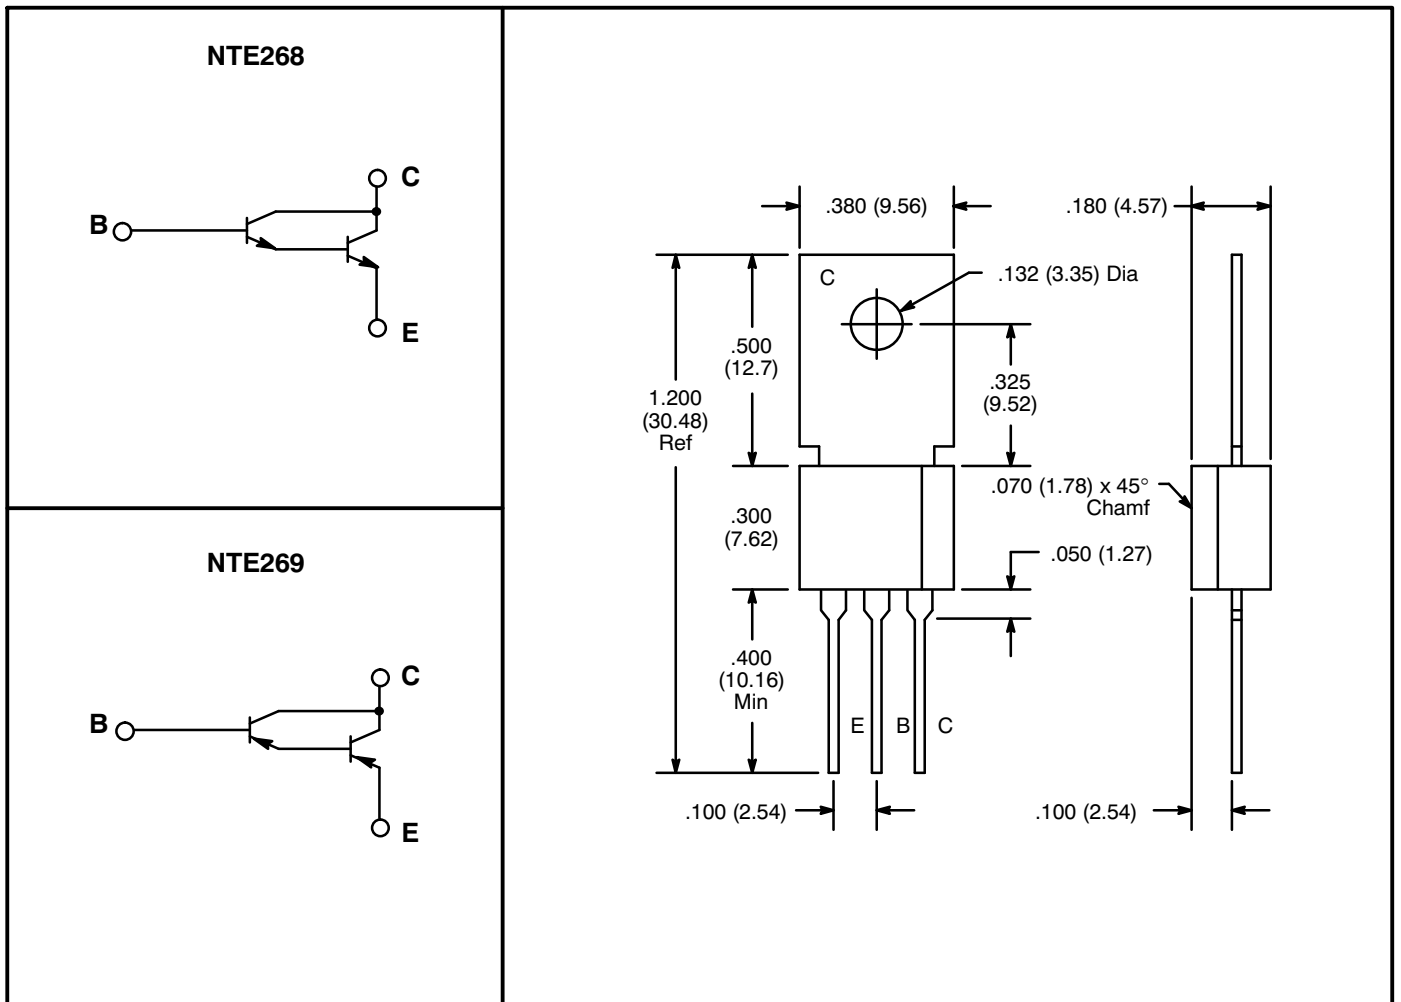 NTE268
C
B
E
NTE269
C
B
E
.380 (9.56)
.180 (4.57)
C
.132 (3.35) Dia
.500
(12.7)
.325
(9.52)
1.200
(30.48)
Ref
.070 (1.78) x 45°
Chamf
.300
(7.62)
.050 (1.27)
.400
(10.16)
Min
E B C
.100 (2.54)
.100 (2.54)